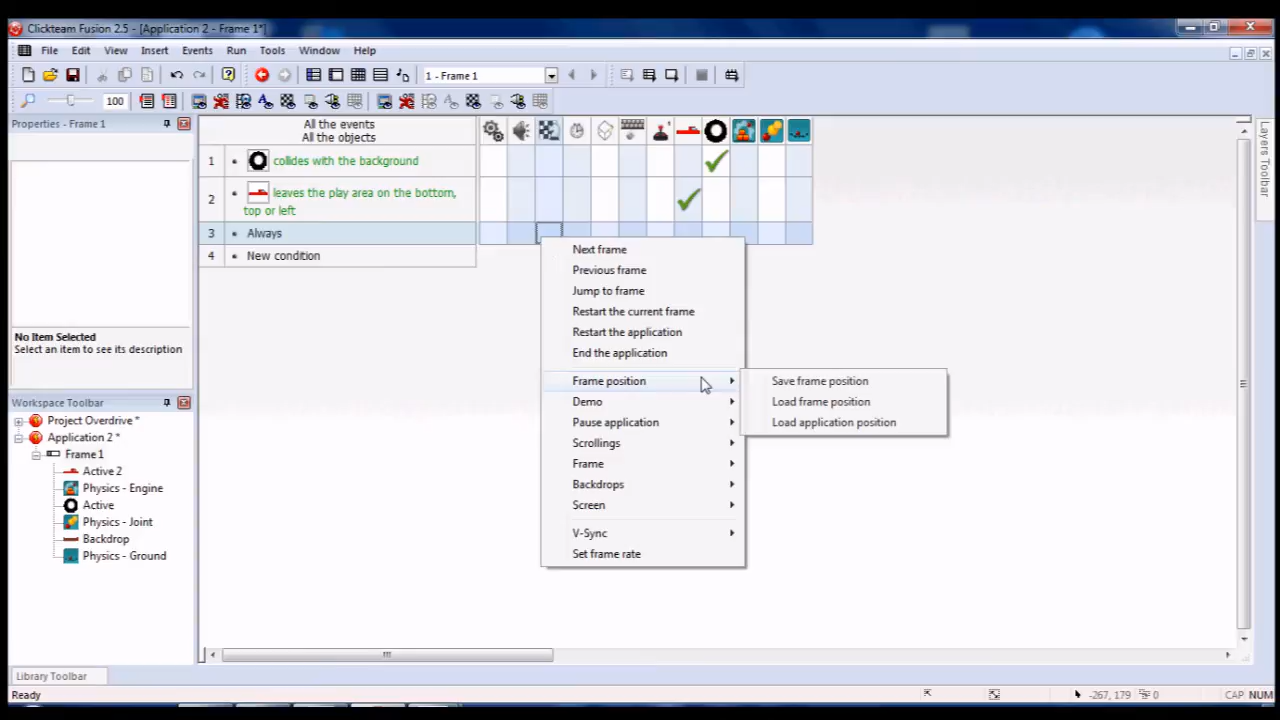 Clickteam Fusion 2.5 - [Application 2 - Frame 1*]
File Edit View Insert Events Run Tools Window Help
1 - Frame 1
100
Properties - Frame 1
No Item Selected
Select an item to see its description
Workspace Toolbar
Project Overdrive *
Application 2 *
Frame 1
Active 2
Physics - Engine
Active
Physics - Joint
Backdrop
Physics - Ground
Library Toolbar
All the events
All the objects
1 • collides with the background
2 • leaves the play area on the bottom,
top or left
3 • Always
4 • New condition
Next frame
Previous frame
Jump to frame
Restart the current frame
Restart the application
End the application
Frame position
Demo
Pause application
Scrollings
Frame
Backdrops
Screen
V-Sync
Set frame rate
Save frame position
Load frame position
Load application position
Layers Toolbar
Ready
-267, 179 0 CAP NUM